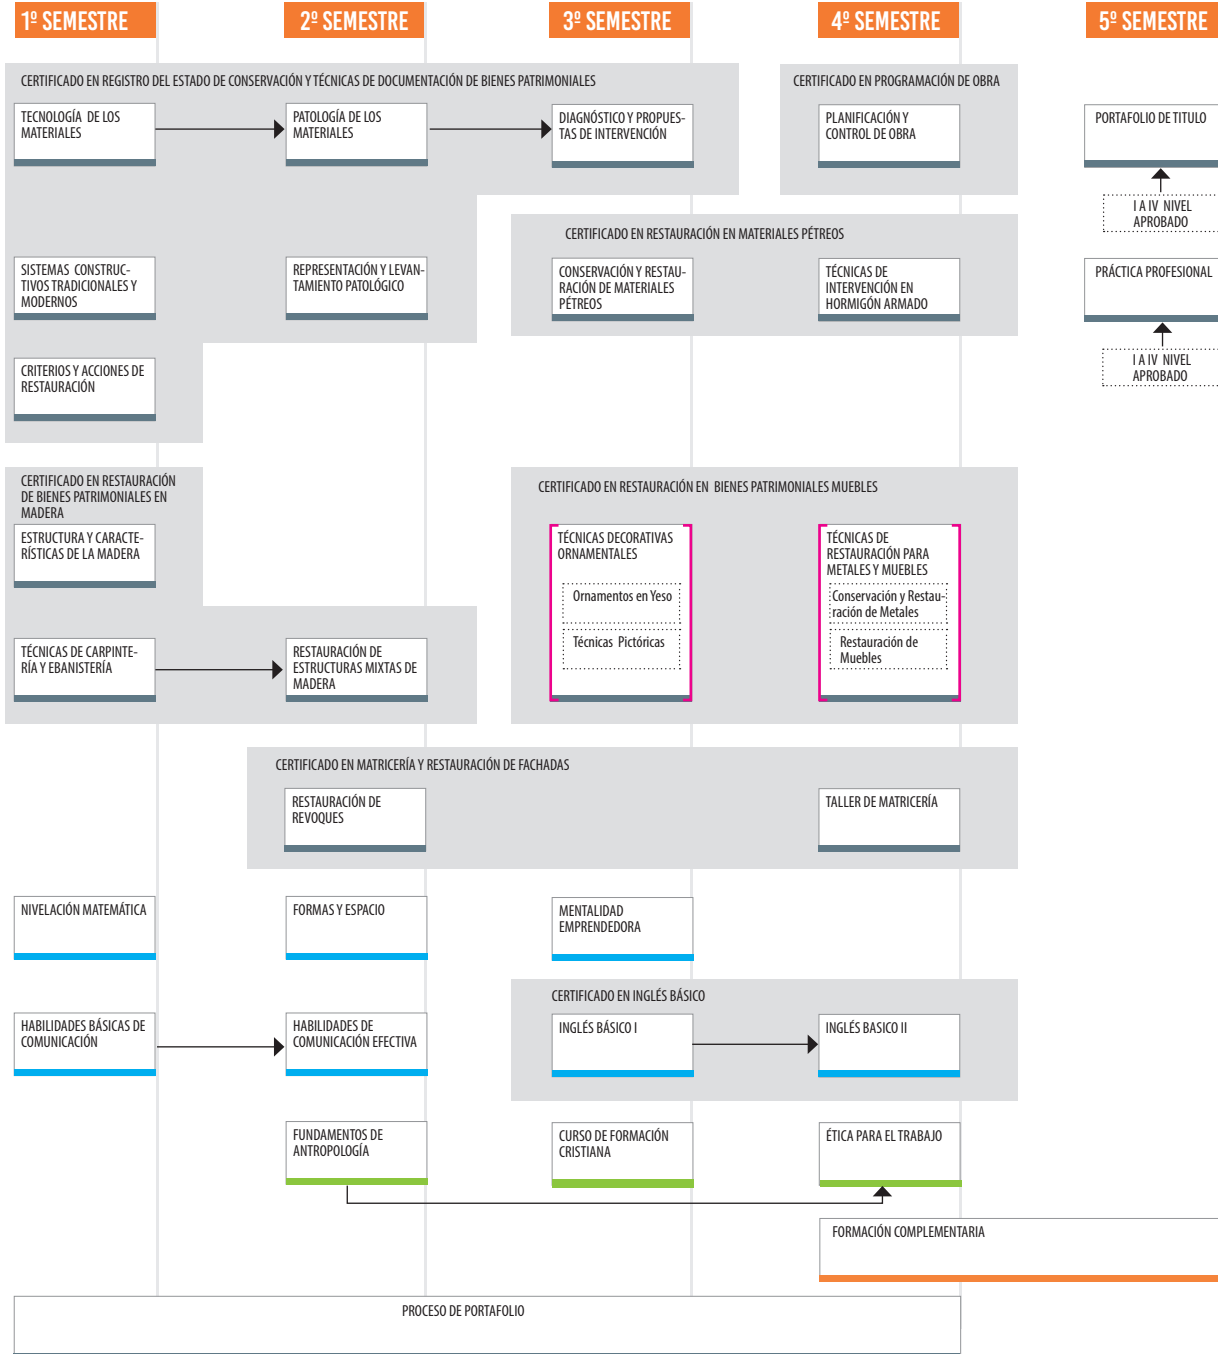 1º SEMESTRE
2º SEMESTRE
3º SEMESTRE
4º SEMESTRE
5º SEMESTRE
CERTIFICADO EN REGISTRO DEL ESTADO DE CONSERVACIÓN Y TÉCNICAS DE DOCUMENTACIÓN DE BIENES PATRIMONIALES
CERTIFICADO EN PROGRAMACIÓN DE OBRA
TECNOLOGÍA DE LOS
MATERIALES
PATOLOGÍA DE LOS
MATERIALES
DIAGNÓSTICO Y PROPUES-
TAS DE INTERVENCIÓN
PLANIFICACIÓN Y
CONTROL DE OBRA
PORTAFOLIO DE TITULO
I A IV NIVEL
APROBADO
CERTIFICADO EN RESTAURACIÓN EN MATERIALES PÉTREOS
SISTEMAS CONSTRUC-
TIVOS TRADICIONALES Y
MODERNOS
REPRESENTACIÓN Y LEVAN-
TAMIENTO PATOLÓGICO
CONSERVACIÓN Y RESTAU-
RACIÓN DE MATERIALES
PÉTREOS
TÉCNICAS DE
INTERVENCIÓN EN
HORMIGÓN ARMADO
PRÁCTICA PROFESIONAL
I A IV NIVEL
APROBADO
CRITERIOS Y ACCIONES DE
RESTAURACIÓN
CERTIFICADO EN RESTAURACIÓN
DE BIENES PATRIMONIALES EN
MADERA
CERTIFICADO EN RESTAURACIÓN EN BIENES PATRIMONIALES MUEBLES
ESTRUCTURA Y CARACTE-
RÍSTICAS DE LA MADERA
TÉCNICAS DECORATIVAS
ORNAMENTALES
Ornamentos en Yeso
Técnicas Pictóricas
TÉCNICAS DE
RESTAURACIÓN PARA
METALES Y MUEBLES
Conservación y Restau-
ración de Metales
Restauración de
Muebles
TÉCNICAS DE CARPINTE-
RÍA Y EBANISTERÍA
RESTAURACIÓN DE
ESTRUCTURAS MIXTAS DE
MADERA
CERTIFICADO EN MATRICERÍA Y RESTAURACIÓN DE FACHADAS
RESTAURACIÓN DE
REVOQUES
TALLER DE MATRICERÍA
NIVELACIÓN MATEMÁTICA
FORMAS Y ESPACIO
MENTALIDAD
EMPRENDEDORA
CERTIFICADO EN INGLÉS BÁSICO
HABILIDADES BÁSICAS DE
COMUNICACIÓN
HABILIDADES DE
COMUNICACIÓN EFECTIVA
INGLÉS BÁSICO I
INGLÉS BASICO II
FUNDAMENTOS DE
ANTROPOLOGÍA
CURSO DE FORMACIÓN
CRISTIANA
ÉTICA PARA EL TRABAJO
FORMACIÓN COMPLEMENTARIA
PROCESO DE PORTAFOLIO